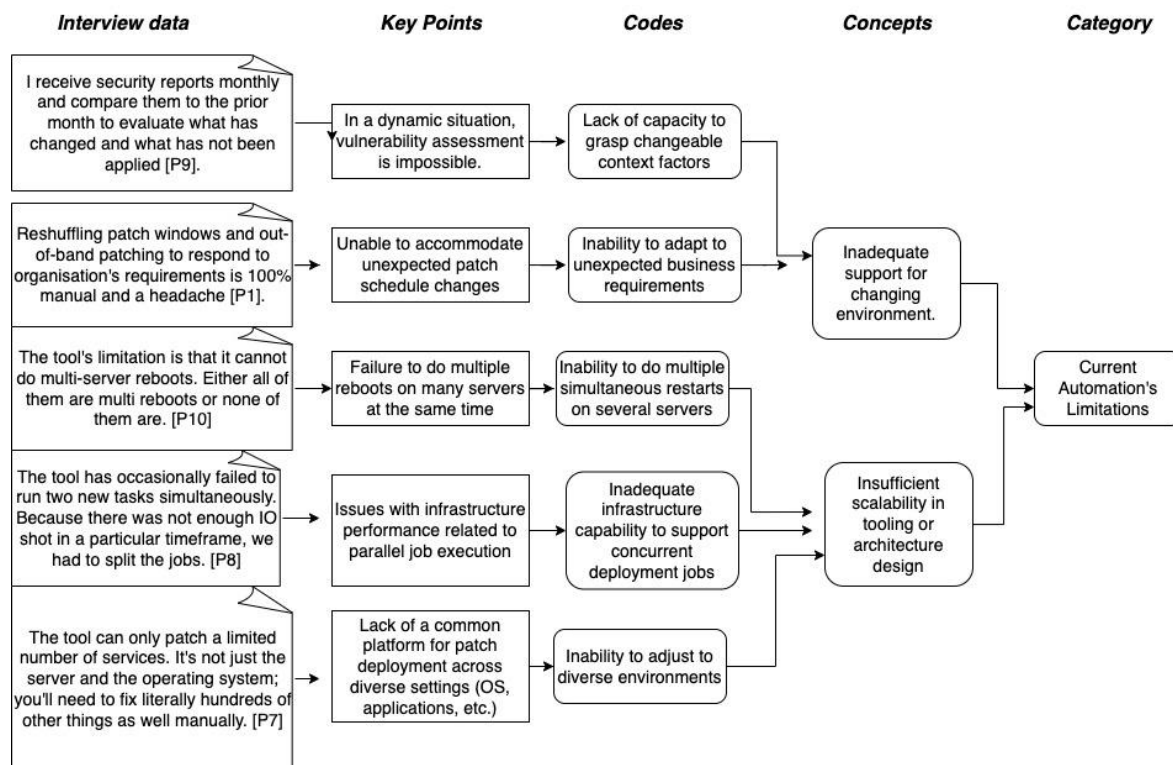 Interview data
Key Points
Codes
Concepts
Category
I receive security reports monthly
and compare them to the prior
month to evaluate what has
changed and what has not been
applied [P9].
In a dynamic situation,
vulnerability assessment
is impossible.
Lack of capacity to
grasp changeable
context factors
Reshuffling patch windows and out-
of-band patching to respond to
organisation's requirements is 100%
manual and a headache [P1].
Unable to accommodate
unexpected patch
schedule changes
Inability to adapt to
unexpected business
requirements
Inadequate
support for
changing
environment.
The tool's limitation is that it cannot
do multi-server reboots. Either all of
them are multi reboots or none of
them are. [P10]
Failure to do multiple
reboots on many servers
at the same time
Inability to do multiple
simultaneous restarts
on several servers
Current
Automation's
Limitations
The tool has occasionally failed to
run two new tasks simultaneously.
Because there was not enough IO
shot in a particular timeframe, we
had to split the jobs. [P8]
Issues with infrastructure
performance related to
parallel job execution
Inadequate
infrastructure
capability to support
concurrent
deployment jobs
Insufficient
scalability in
tooling or
architecture
design
The tool can only patch a limited
number of services. It's not just the
server and the operating system;
you'll need to fix literally hundreds of
other things as well manually. [P7]
Lack of a common
platform for patch
deployment across
diverse settings (OS,
applications, etc.)
Inability to adjust to
diverse environments